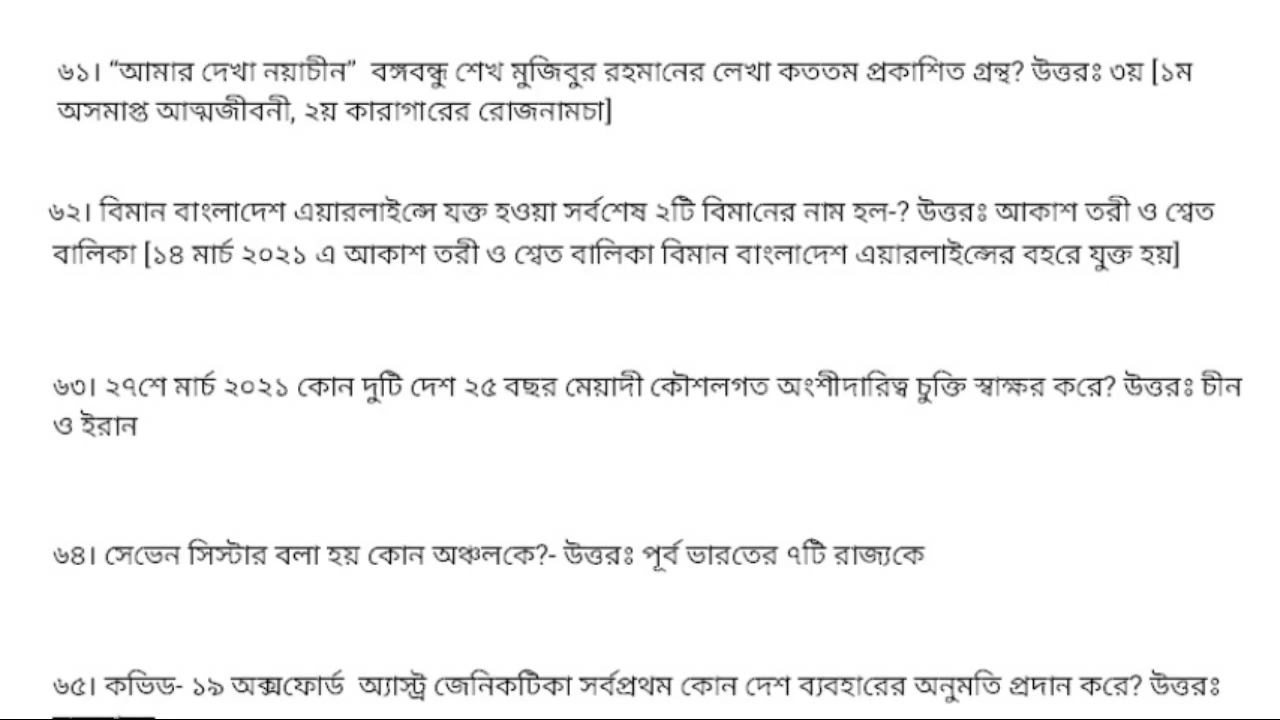 ৬১। “আমার দেখা নয়াচীন” বঙ্গবন্ধু শেখ মুজিবুর রহমানের লেখা কততম প্রকাশিত গ্রন্থ? উত্তরঃ ৩য় [১ম
অসমাপ্ত আত্মজীবনী, ২য় কারাগারের রোজনামচা]
৬২। বিমান বাংলাদেশ এয়ারলাইন্সে যক্ত হওয়া সর্বশেষ ২টি বিমানের নাম হল-? উত্তরঃ আকাশ তরী ও শ্বেত
বালিকা [১৪ মার্চ ২০২১ এ আকাশ তরী ও শ্বেত বালিকা বিমান বাংলাদেশ এয়ারলাইন্সের বহরে যুক্ত হয়]
৬৩। ২৭শে মার্চ ২০২১ কোন দুটি দেশ ২৫ বছর মেয়াদী কৌশলগত অংশীদারিত্ব চুক্তি স্বাক্ষর করে? উত্তরঃ চীন
ও ইরান
৬৪। সেভেন সিস্টার বলা হয় কোন অঞ্চলকে?- উত্তরঃ পূর্ব ভারতের ৭টি রাজ্যকে
৬৫। কভিড- ১৯ অক্সফোর্ড অ্যাস্ট্র জেনিকটিকা সর্বপ্রথম কোন দেশ ব্যবহারের অনুমতি প্রদান করে? উত্তরঃ